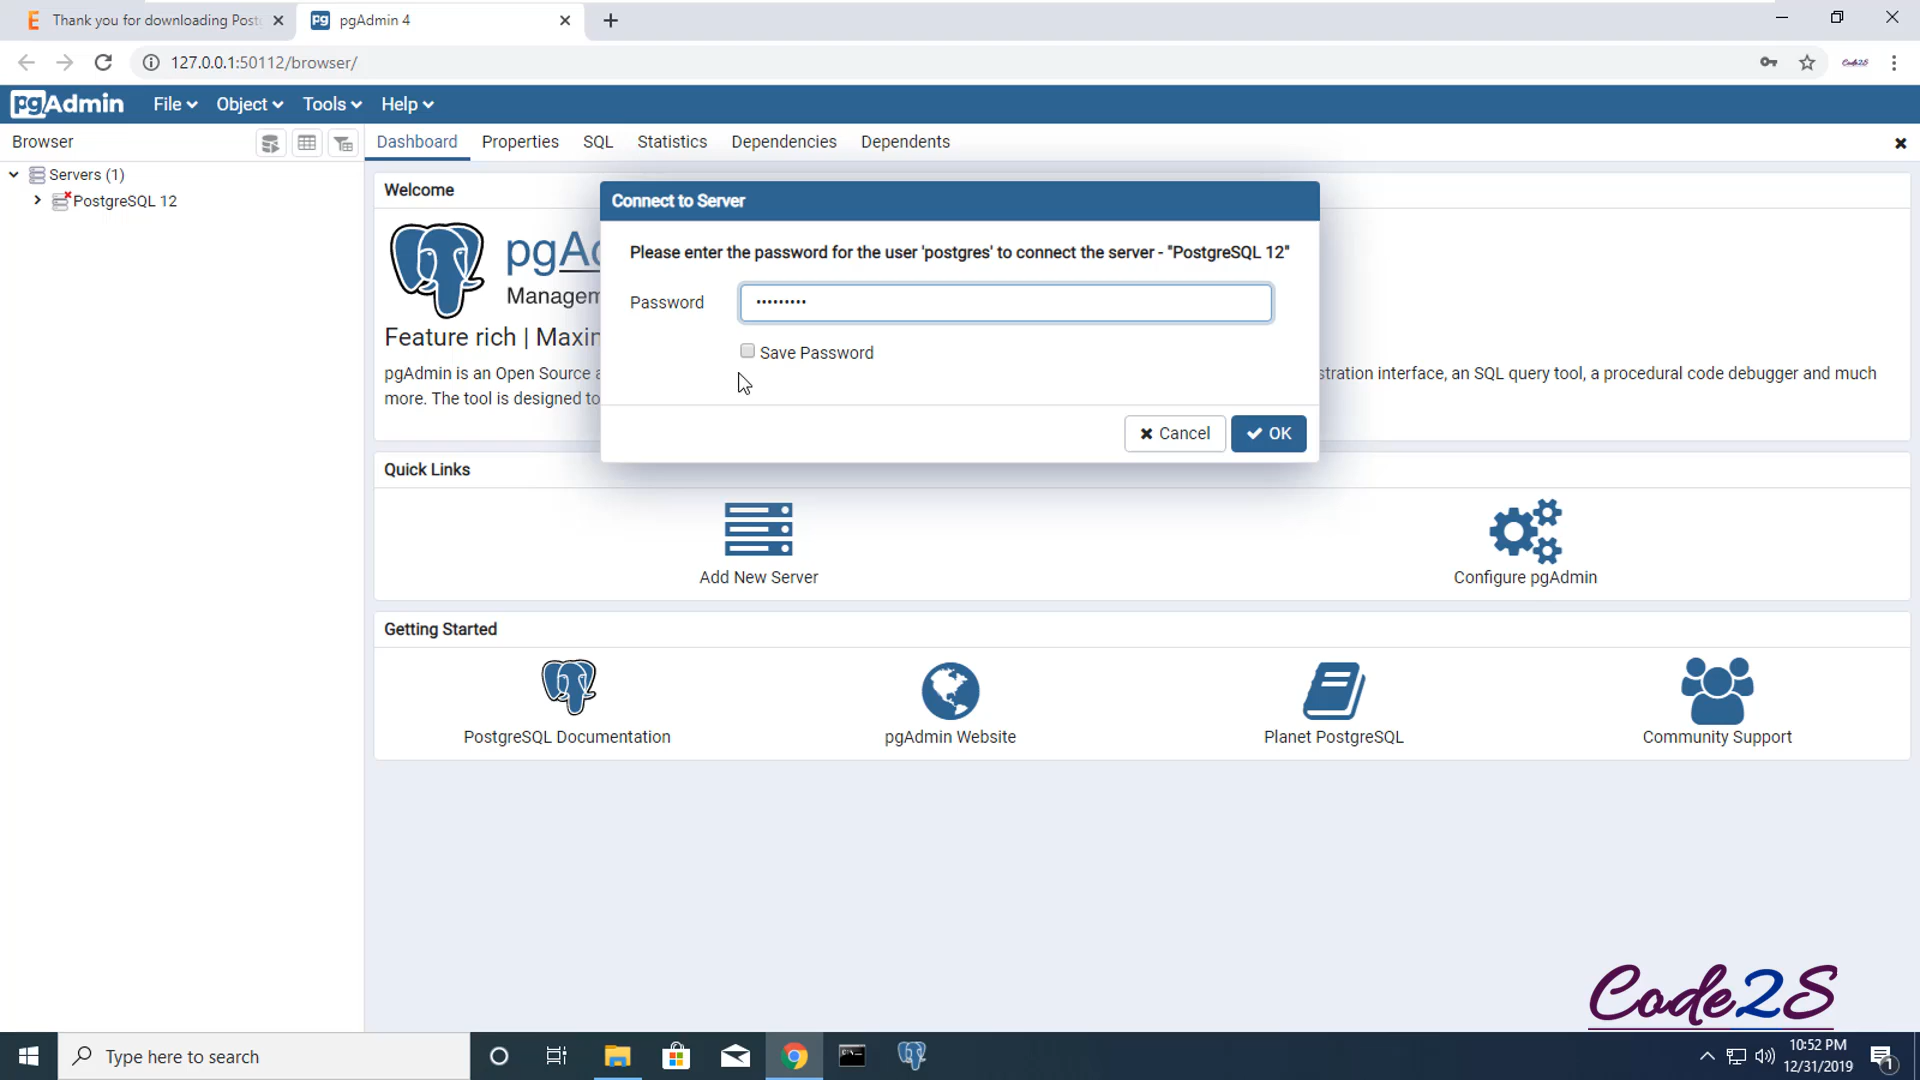 Thank you for downloading Post
pgAdmin 4
127.0.0.1:50112/browser/
Code2S
pgAdmin
File
Object
Tools
Help
Browser
Dashboard
Properties
SQL
Statistics
Dependencies
Dependents
Servers (1)
PostgreSQL 12
Welcome
pgAd
Managem
Feature rich | Maxin
pgAdmin is an Open Source a
stration interface, an SQL query tool, a procedural code debugger and much
more. The tool is designed to
Connect to Server
Please enter the password for the user 'postgres' to connect the server - "PostgreSQL 12"
Password
•••••••••
Save Password
Cancel
OK
Quick Links
Add New Server
Configure pgAdmin
Getting Started
PostgreSQL Documentation
pgAdmin Website
Planet PostgreSQL
Community Support
Code2S
Type here to search
10:52 PM
12/31/2019
1